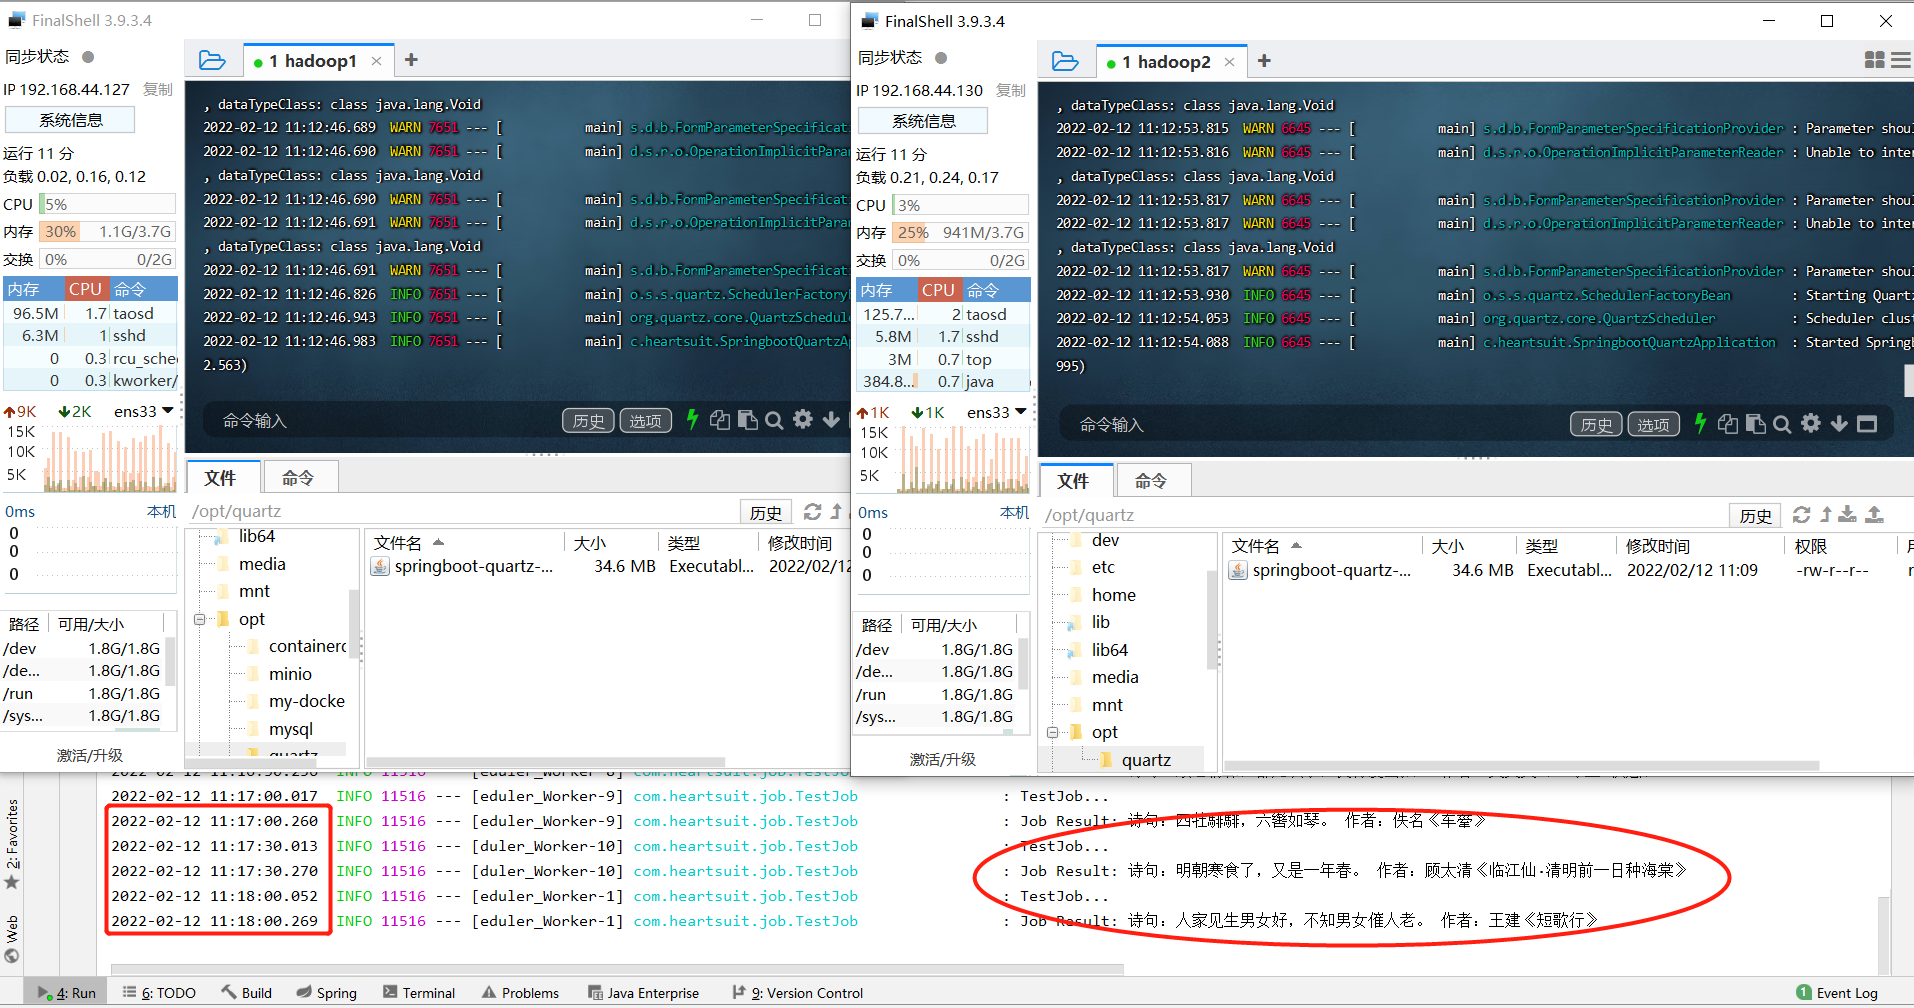 FinalShell 3.9.3.4
同步状态
IP 192.168.44.127 复制
系统信息
运行 11 分
负载 0.02, 0.16, 0.12
CPU 5%
内存 30% 1.1G/3.7G
交换 0% 0/2G
内存 CPU 命令
96.5M 1.7 taosd
6.3M 1 sshd
0 0.3 rcu_sche
0 0.3 kworker/
9K 2K ens33
15K
10K
5K
0ms 本机
0
0
0
路径 可用/大小
/dev 1.8G/1.8G
/de... 1.8G/1.8G
/run 1.8G/1.8G
/sys... 1.8G/1.8G
激活/升级
1 hadoop1
, dataTypeClass: class java.lang.Void
2022-02-12 11:12:46.689 WARN 7651 --- [ main] s.d.b.FormParameterSpecificati
2022-02-12 11:12:46.690 WARN 7651 --- [ main] d.s.r.o.OperationImplicitPara
, dataTypeClass: class java.lang.Void
2022-02-12 11:12:46.690 WARN 7651 --- [ main] s.d.b.FormParameterSpecificati
2022-02-12 11:12:46.691 WARN 7651 --- [ main] d.s.r.o.OperationImplicitPara
, dataTypeClass: class java.lang.Void
2022-02-12 11:12:46.691 WARN 7651 --- [ main] s.d.b.FormParameterSpecificati
2022-02-12 11:12:46.826 INFO 7651 --- [ main] o.s.s.quartz.SchedulerFactoryB
2022-02-12 11:12:46.943 INFO 7651 --- [ main] org.quartz.core.QuartzSchedule
2022-02-12 11:12:46.983 INFO 7651 --- [ main] c.heartsuit.SpringbootQuartzAp
2.563)
命令输入 历史 选项
文件 命令
/opt/quartz 历史
lib64
media
mnt
opt
containerd
minio
my-docke
mysql
quartz
文件名 大小 类型 修改时间
springboot-quartz-... 34.6 MB Executabl... 2022/02/12
FinalShell 3.9.3.4
同步状态
IP 192.168.44.130 复制
系统信息
运行 11 分
负载 0.21, 0.24, 0.17
CPU 3%
内存 25% 941M/3.7G
交换 0% 0/2G
内存 CPU 命令
125.7... 2 taosd
5.8M 1.7 sshd
3M 0.7 top
384.8... 0.7 java
1K 1K ens33
15K
10K
5K
0ms 本机
0
0
0
路径 可用/大小
/dev 1.8G/1.8G
/de... 1.8G/1.8G
/run 1.8G/1.8G
/sys... 1.8G/1.8G
激活/升级
1 hadoop2
, dataTypeClass: class java.lang.Void
2022-02-12 11:12:53.815 WARN 6645 --- [ main] s.d.b.FormParameterSpecificationProvider : Parameter shou
2022-02-12 11:12:53.816 WARN 6645 --- [ main] d.s.r.o.OperationImplicitParameterReader : Unable to inter
, dataTypeClass: class java.lang.Void
2022-02-12 11:12:53.817 WARN 6645 --- [ main] s.d.b.FormParameterSpecificationProvider : Parameter shou
2022-02-12 11:12:53.817 WARN 6645 --- [ main] d.s.r.o.OperationImplicitParameterReader : Unable to inter
, dataTypeClass: class java.lang.Void
2022-02-12 11:12:53.817 WARN 6645 --- [ main] s.d.b.FormParameterSpecificationProvider : Parameter shou
2022-02-12 11:12:53.930 INFO 6645 --- [ main] o.s.s.quartz.SchedulerFactoryBean : Starting Quartz
2022-02-12 11:12:54.053 INFO 6645 --- [ main] org.quartz.core.QuartzScheduler : Scheduler clust
2022-02-12 11:12:54.088 INFO 6645 --- [ main] c.heartsuit.SpringbootQuartzApplication : Started Springb
995)
命令输入 历史 选项
文件 命令
/opt/quartz 历史
dev
etc
home
lib
lib64
media
mnt
opt
quartz
文件名 大小 类型 修改时间 权限
springboot-quartz-... 34.6 MB Executabl... 2022/02/12 11:09 -rw-r--r--
2022-02-12 11:17:00.017 INFO 11516 --- [eduler_Worker-9] com.heartsuit.job.TestJob : TestJob...
2022-02-12 11:17:00.260 INFO 11516 --- [eduler_Worker-9] com.heartsuit.job.TestJob : Job Result: 诗句：四牡騑騑，六辔如琴。 作者：佚名《车舝》
2022-02-12 11:17:30.013 INFO 11516 --- [duler_Worker-10] com.heartsuit.job.TestJob : TestJob...
2022-02-12 11:17:30.270 INFO 11516 --- [duler_Worker-10] com.heartsuit.job.TestJob : Job Result: 诗句：明朝寒食了，又是一年春。 作者：顾太清《临江仙·清明前一日种海棠》
2022-02-12 11:18:00.052 INFO 11516 --- [eduler_Worker-1] com.heartsuit.job.TestJob : TestJob...
2022-02-12 11:18:00.269 INFO 11516 --- [eduler_Worker-1] com.heartsuit.job.TestJob : Job Result: 诗句：人家见生男女好，不知男女催人老。 作者：王建《短歌行》
2: Favorites
Web
4: Run 6: TODO Build Spring Terminal Problems Java Enterprise 9: Version Control 1 Event Log